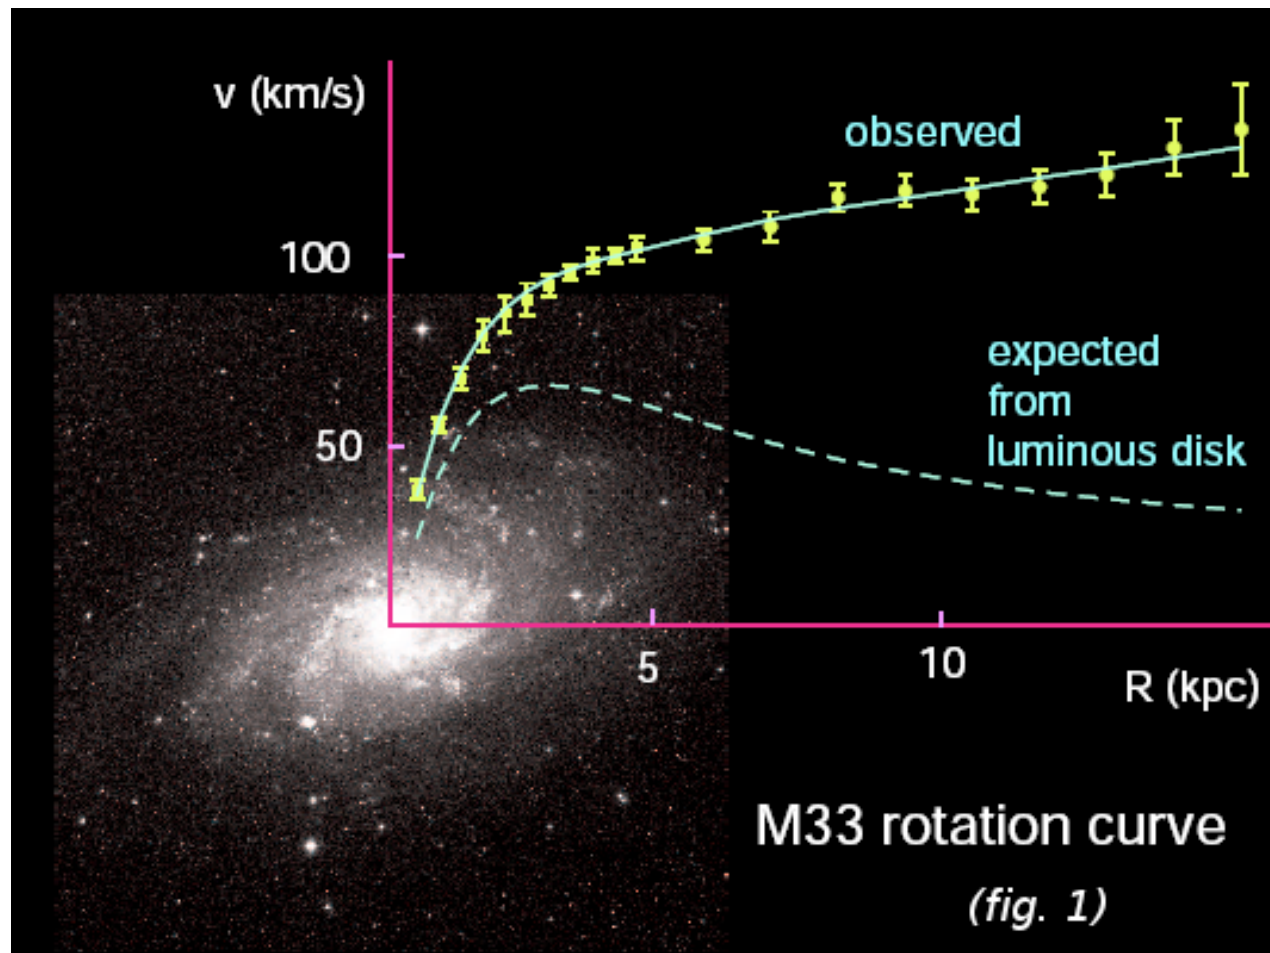 v (km/s)
observed
100
expected
from
luminous disk
50
5
10
R (kpc)
M33 rotation curve
(fig. 1)